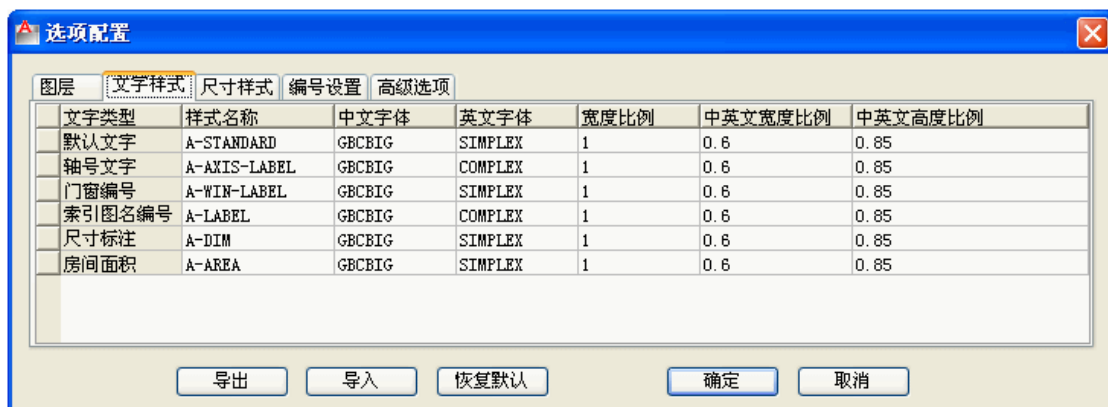 选项配置
图层 文字样式 尺寸样式 编号设置 高级选项
文字类型 样式名称 中文字体 英文字体 宽度比例 中英文宽度比例 中英文高度比例
默认文字 A-STANDARD GBCBIG SIMPLEX 1 0.6 0.85
轴号文字 A-AXIS-LABEL GBCBIG COMPLEX 1 0.6 0.85
门窗编号 A-WIN-LABEL GBCBIG SIMPLEX 1 0.6 0.85
索引图名编号 A-LABEL GBCBIG COMPLEX 1 0.6 0.85
尺寸标注 A-DIM GBCBIG SIMPLEX 1 0.6 0.85
房间面积 A-AREA GBCBIG SIMPLEX 1 0.6 0.85
导出 导入 恢复默认 确定 取消